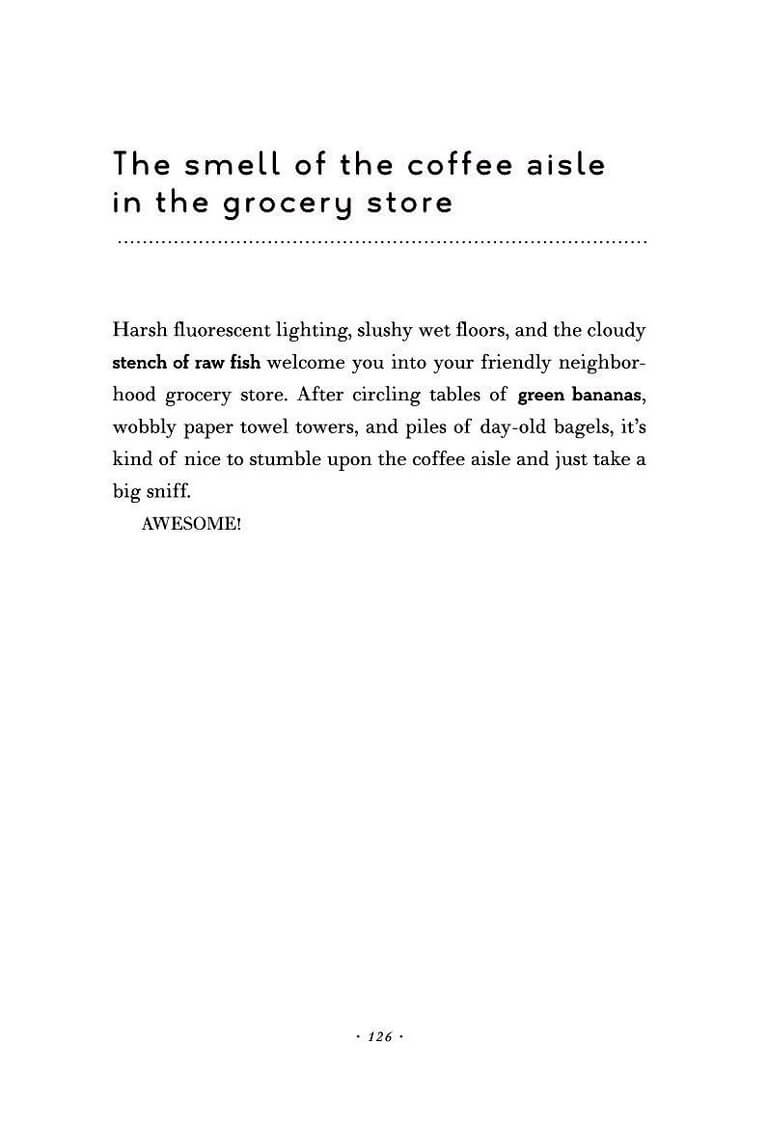 The smell of the coffee aisle
in the grocery store
Harsh fluorescent lighting, slushy wet floors, and the cloudy
stench of raw fish welcome you into your friendly neighbor-
hood grocery store. After circling tables of green bananas,
wobbly paper towel towers, and piles of day-old bagels, it’s
kind of nice to stumble upon the coffee aisle and just take a
big sniff.
AWESOME!
· 126 ·